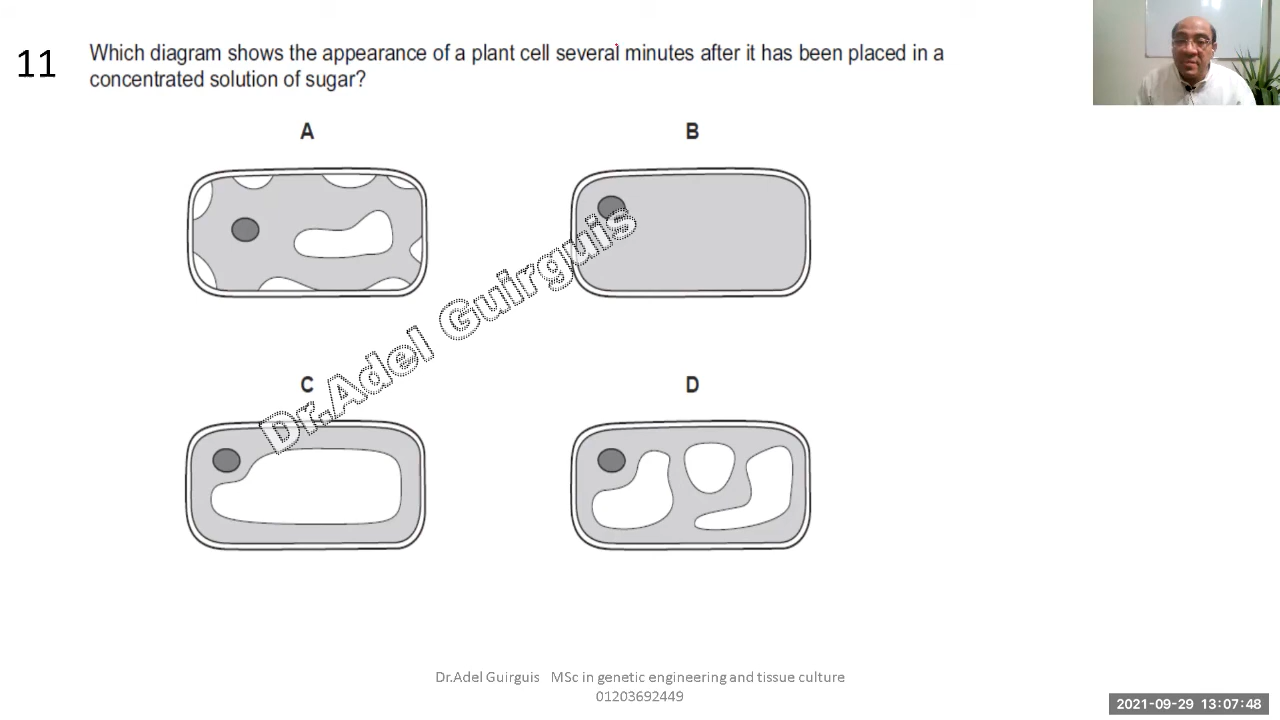 11
Which diagram shows the appearance of a plant cell several minutes after it has been placed in a
concentrated solution of sugar?
A
B
C
D
Dr.Adel Guirguis
Dr.Adel Guirguis MSc in genetic engineering and tissue culture
01203692449
2021-09-29 13:07:48